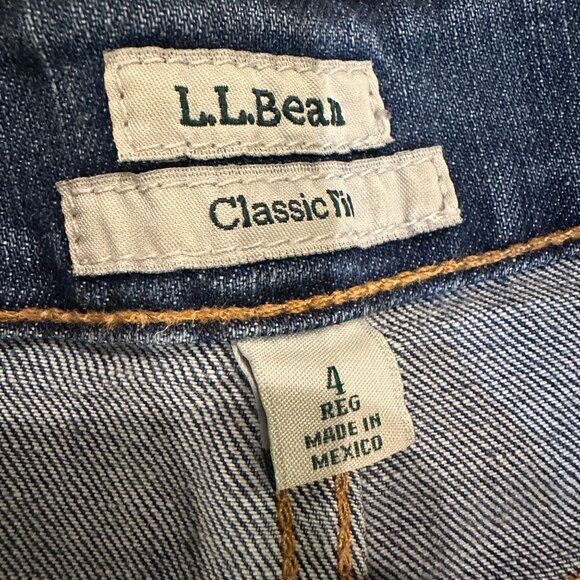 L.L.Bean
Classic Fit
4
REG
MADE IN
MEXICO